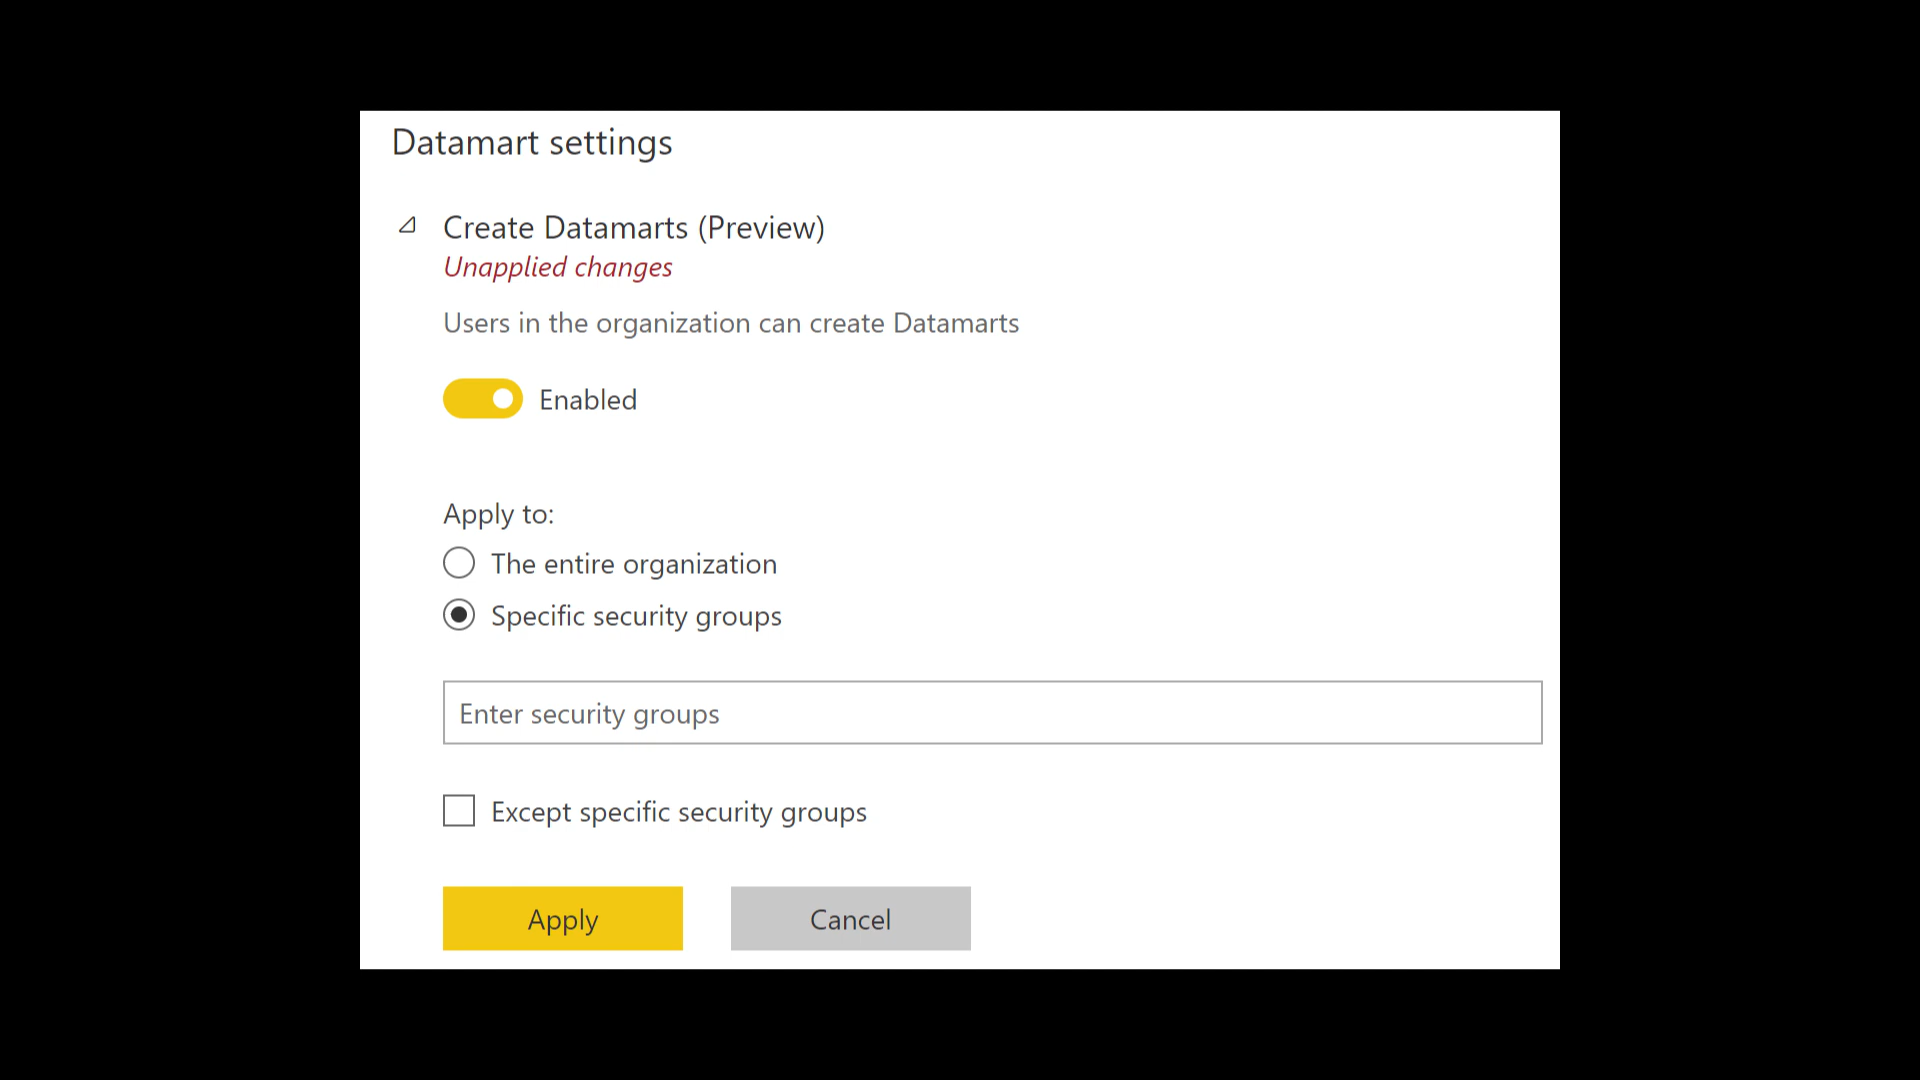 Datamart settings
Create Datamarts (Preview)
Unapplied changes
Users in the organization can create Datamarts
Enabled
Apply to:
The entire organization
Specific security groups
Enter security groups
Except specific security groups
Apply
Cancel